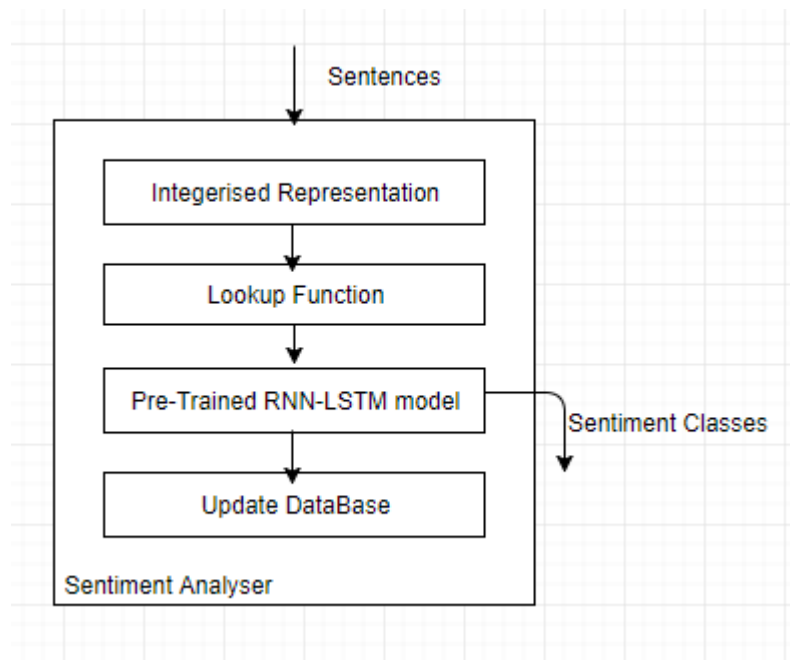 Sentences
Integerised Representation
Lookup Function
Pre-Trained RNN-LSTM model
Sentiment Classes
Update DataBase
Sentiment Analyser